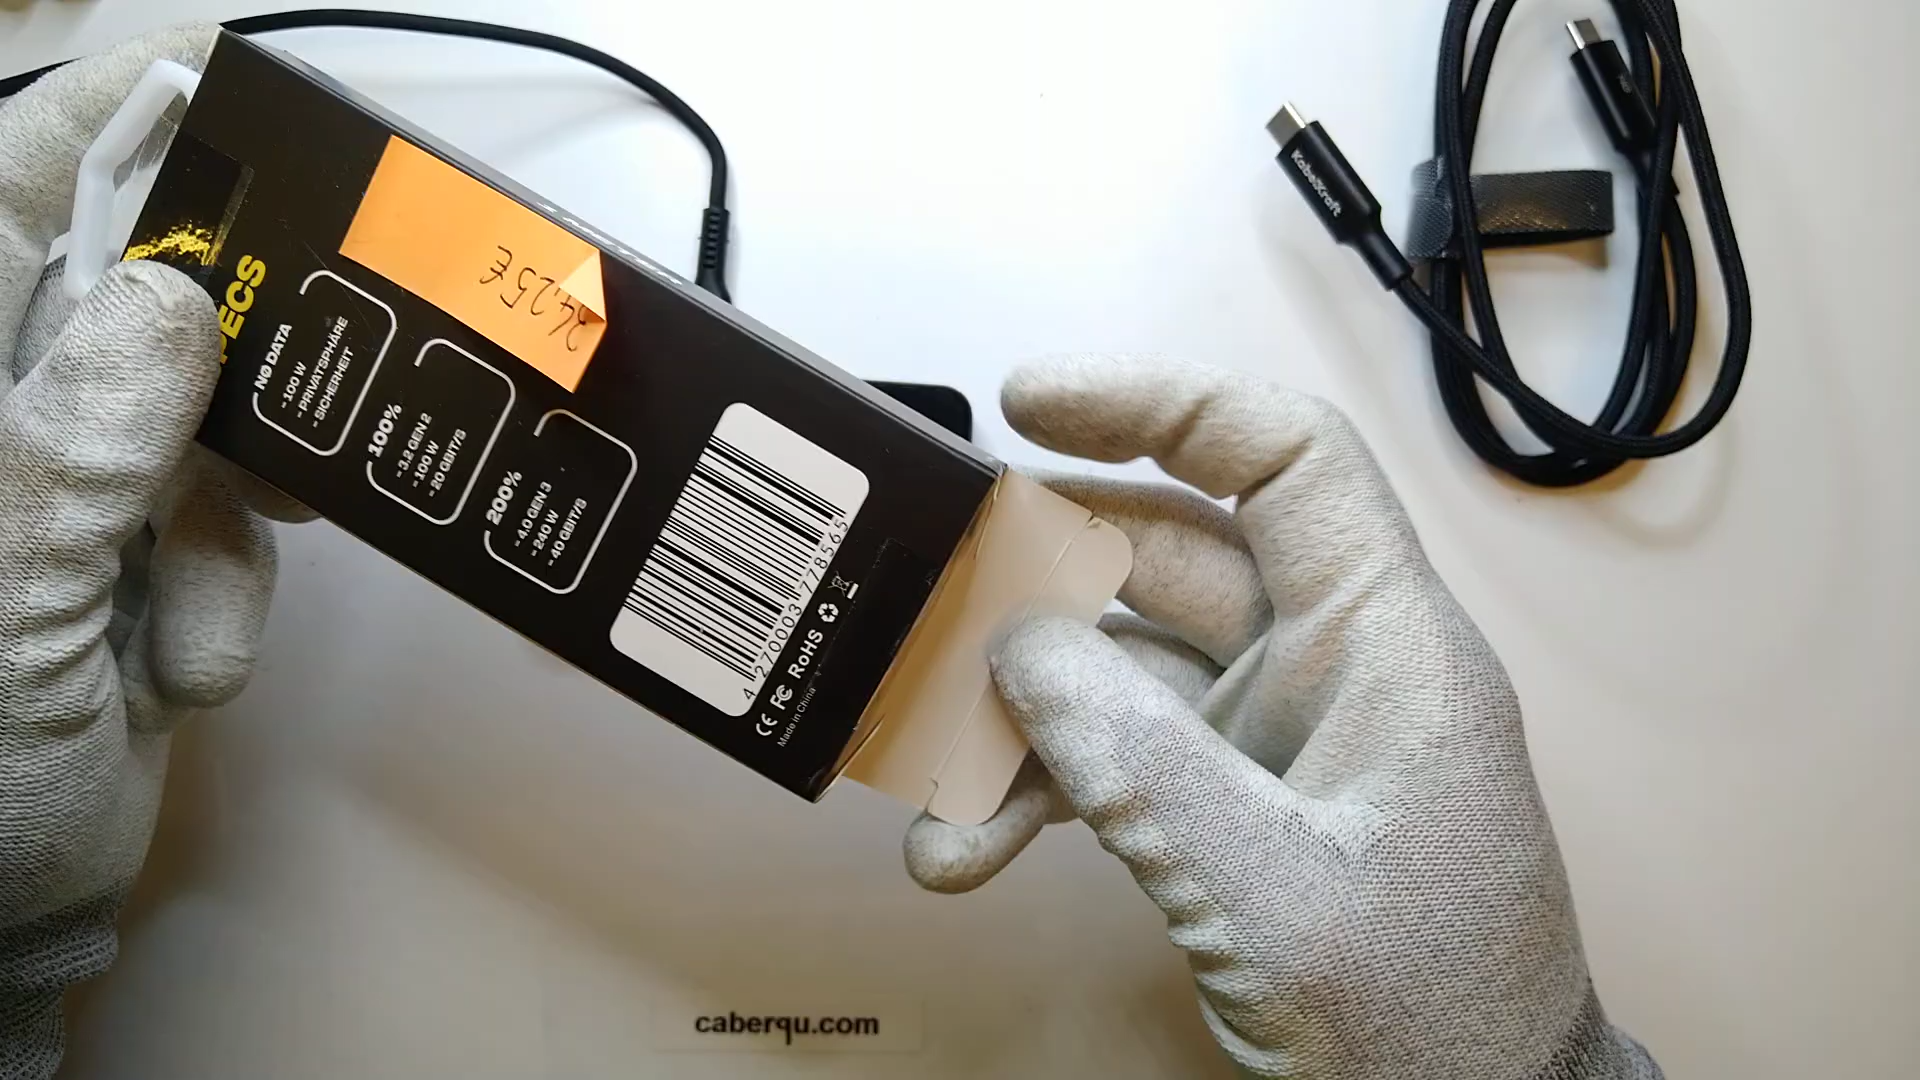 PECS
NØ DATA
- 100 W
- PRIVATSPHÄRE
- SICHERHEIT
100%
- 3.2 GEN 2
- 100 W
- 20 GBIT/S
200%
- 4.0 GEN 3
- 240 W
- 40 GBIT/S
24,25€
4 270003 778565
CE FC RoHS
Made in China
KabelKraft
caberqu.com